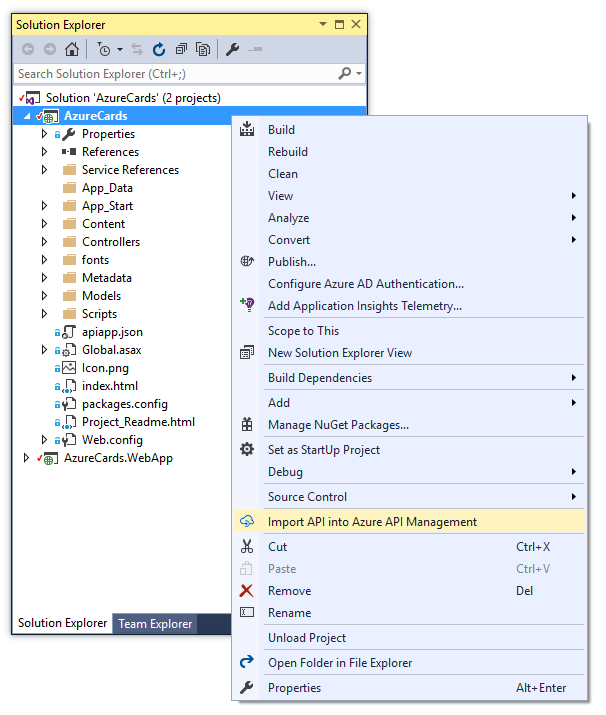 Solution Explorer
Search Solution Explorer (Ctrl+;)
Solution 'AzureCards' (2 projects)
AzureCards
Properties
References
Service References
App_Data
App_Start
Content
Controllers
fonts
Metadata
Models
Scripts
apiapp.json
Global.asax
Icon.png
index.html
packages.config
Project_Readme.html
Web.config
AzureCards.WebApp
Solution Explorer Team Explorer
Build
Rebuild
Clean
View
Analyze
Convert
Publish...
Configure Azure AD Authentication...
Add Application Insights Telemetry...
Scope to This
New Solution Explorer View
Build Dependencies
Add
Manage NuGet Packages...
Set as StartUp Project
Debug
Source Control
Import API into Azure API Management
Cut Ctrl+X
Paste Ctrl+V
Remove Del
Rename
Unload Project
Open Folder in File Explorer
Properties Alt+Enter